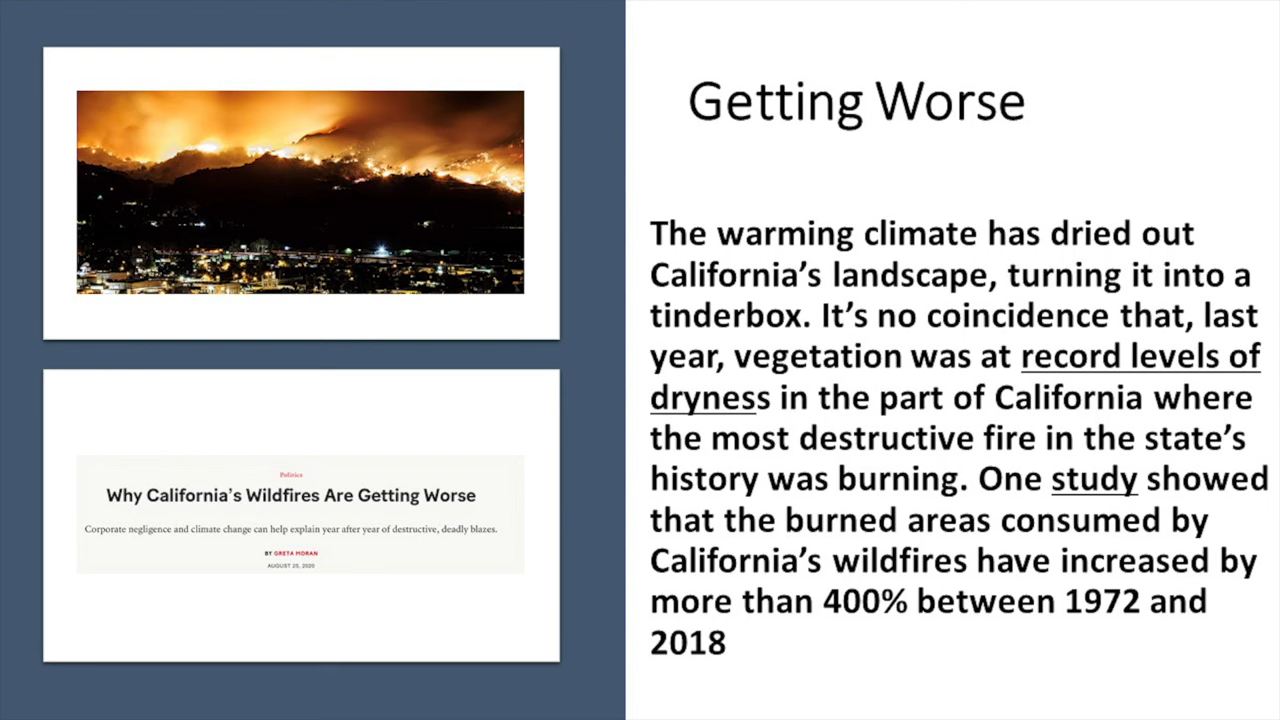 Getting Worse
The warming climate has dried out
California's landscape, turning it into a
tinderbox. It's no coincidence that, last
year, vegetation was at record levels of
dryness in the part of California where
the most destructive fire in the state's
history was burning. One study showed
that the burned areas consumed by
California's wildfires have increased by
more than 400% between 1972 and
2018
Politics
Why California's Wildfires Are Getting Worse
Corporate negligence and climate change can help explain year after year of destructive, deadly blazes.
BY GRETA MORAN
AUGUST 25, 2020